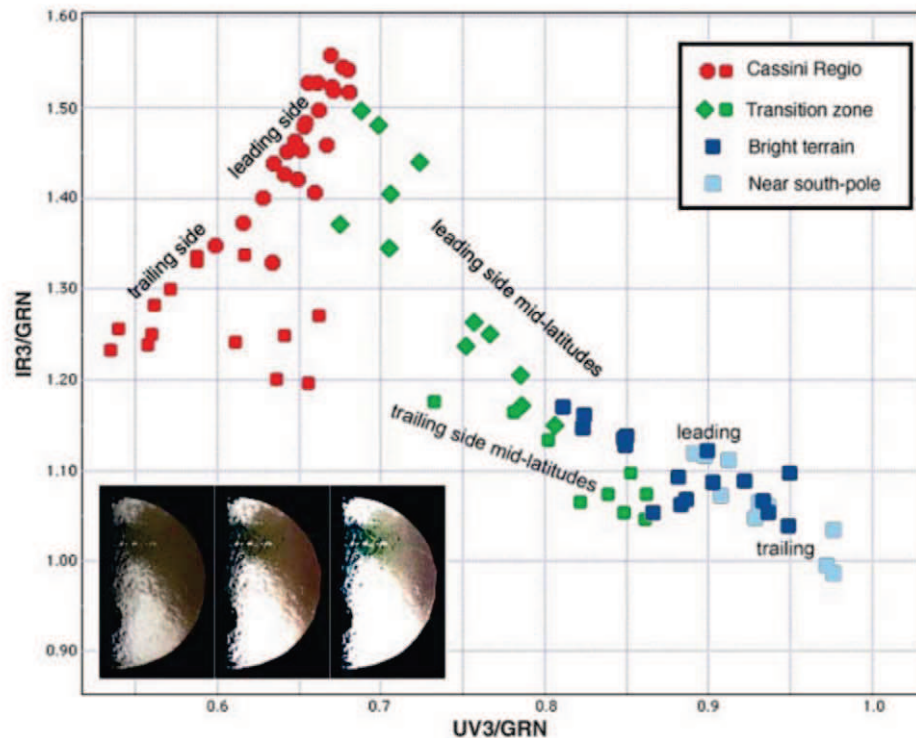 1.60
1.50
1.40
1.30
1.20
1.10
1.00
0.90
IR3/GRN
Cassini Regio
Transition zone
Bright terrain
Near south-pole
leading side
trailing side
leading side mid-latitudes
trailing side mid-latitudes
leading
trailing
0.6
0.7
0.8
0.9
1.0
UV3/GRN